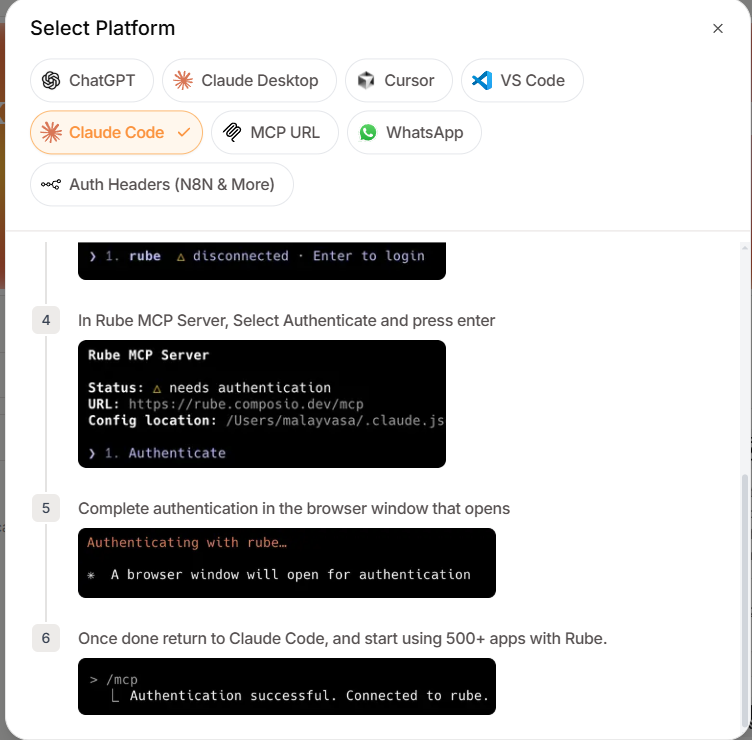 Select Platform
ChatGPT
Claude Desktop
Cursor
VS Code
Claude Code
MCP URL
WhatsApp
Auth Headers (N8N & More)
❯ 1. rube △ disconnected · Enter to login
4
In Rube MCP Server, Select Authenticate and press enter
Rube MCP Server
Status: △ needs authentication
URL: https://rube.composio.dev/mcp
Config location: /Users/malayvasa/.claude.js
❯ 1. Authenticate
5
Complete authentication in the browser window that opens
Authenticating with rube…
✳ A browser window will open for authentication
6
Once done return to Claude Code, and start using 500+ apps with Rube.
> /mcp
⎿ Authentication successful. Connected to rube.